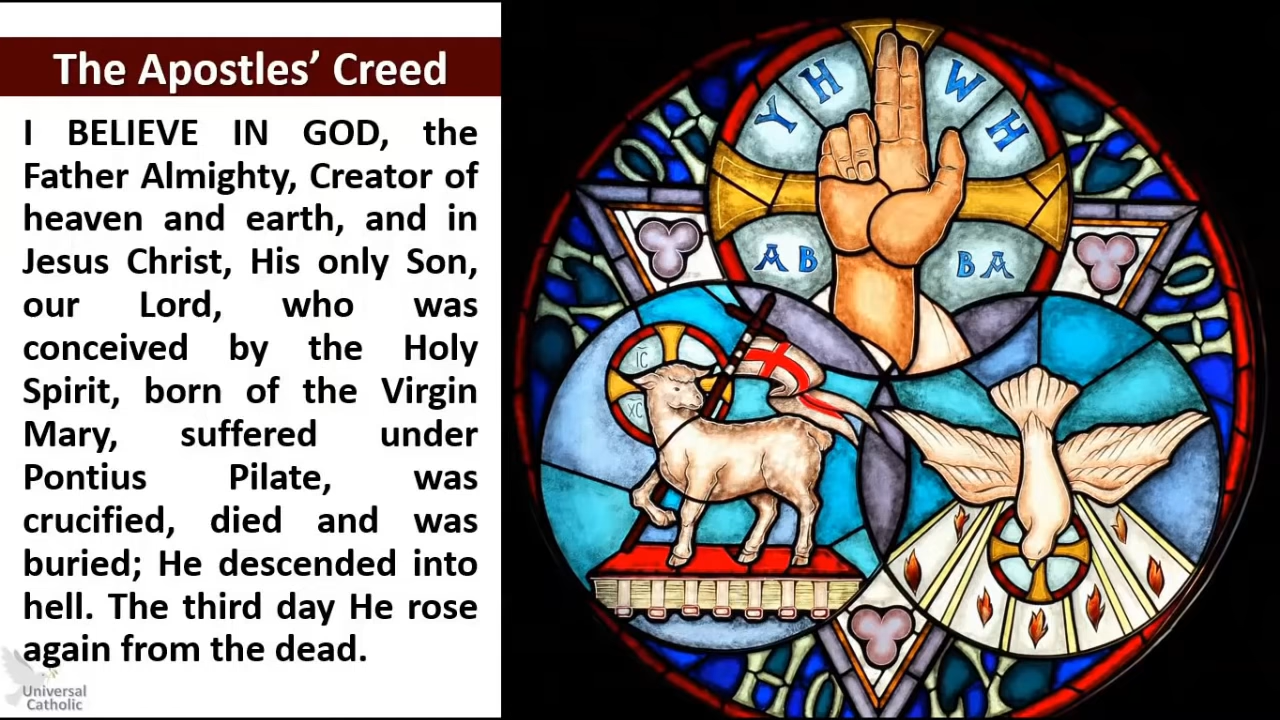 The Apostles’ Creed
I BELIEVE IN GOD, the
Father Almighty, Creator of
heaven and earth, and in
Jesus Christ, His only Son,
our Lord, who was
conceived by the Holy
Spirit, born of the Virgin
Mary, suffered under
Pontius Pilate, was
crucified, died and was
buried; He descended into
hell. The third day He rose
again from the dead.
Universal
Catholic
Y H W H
AB BA
IC
XC